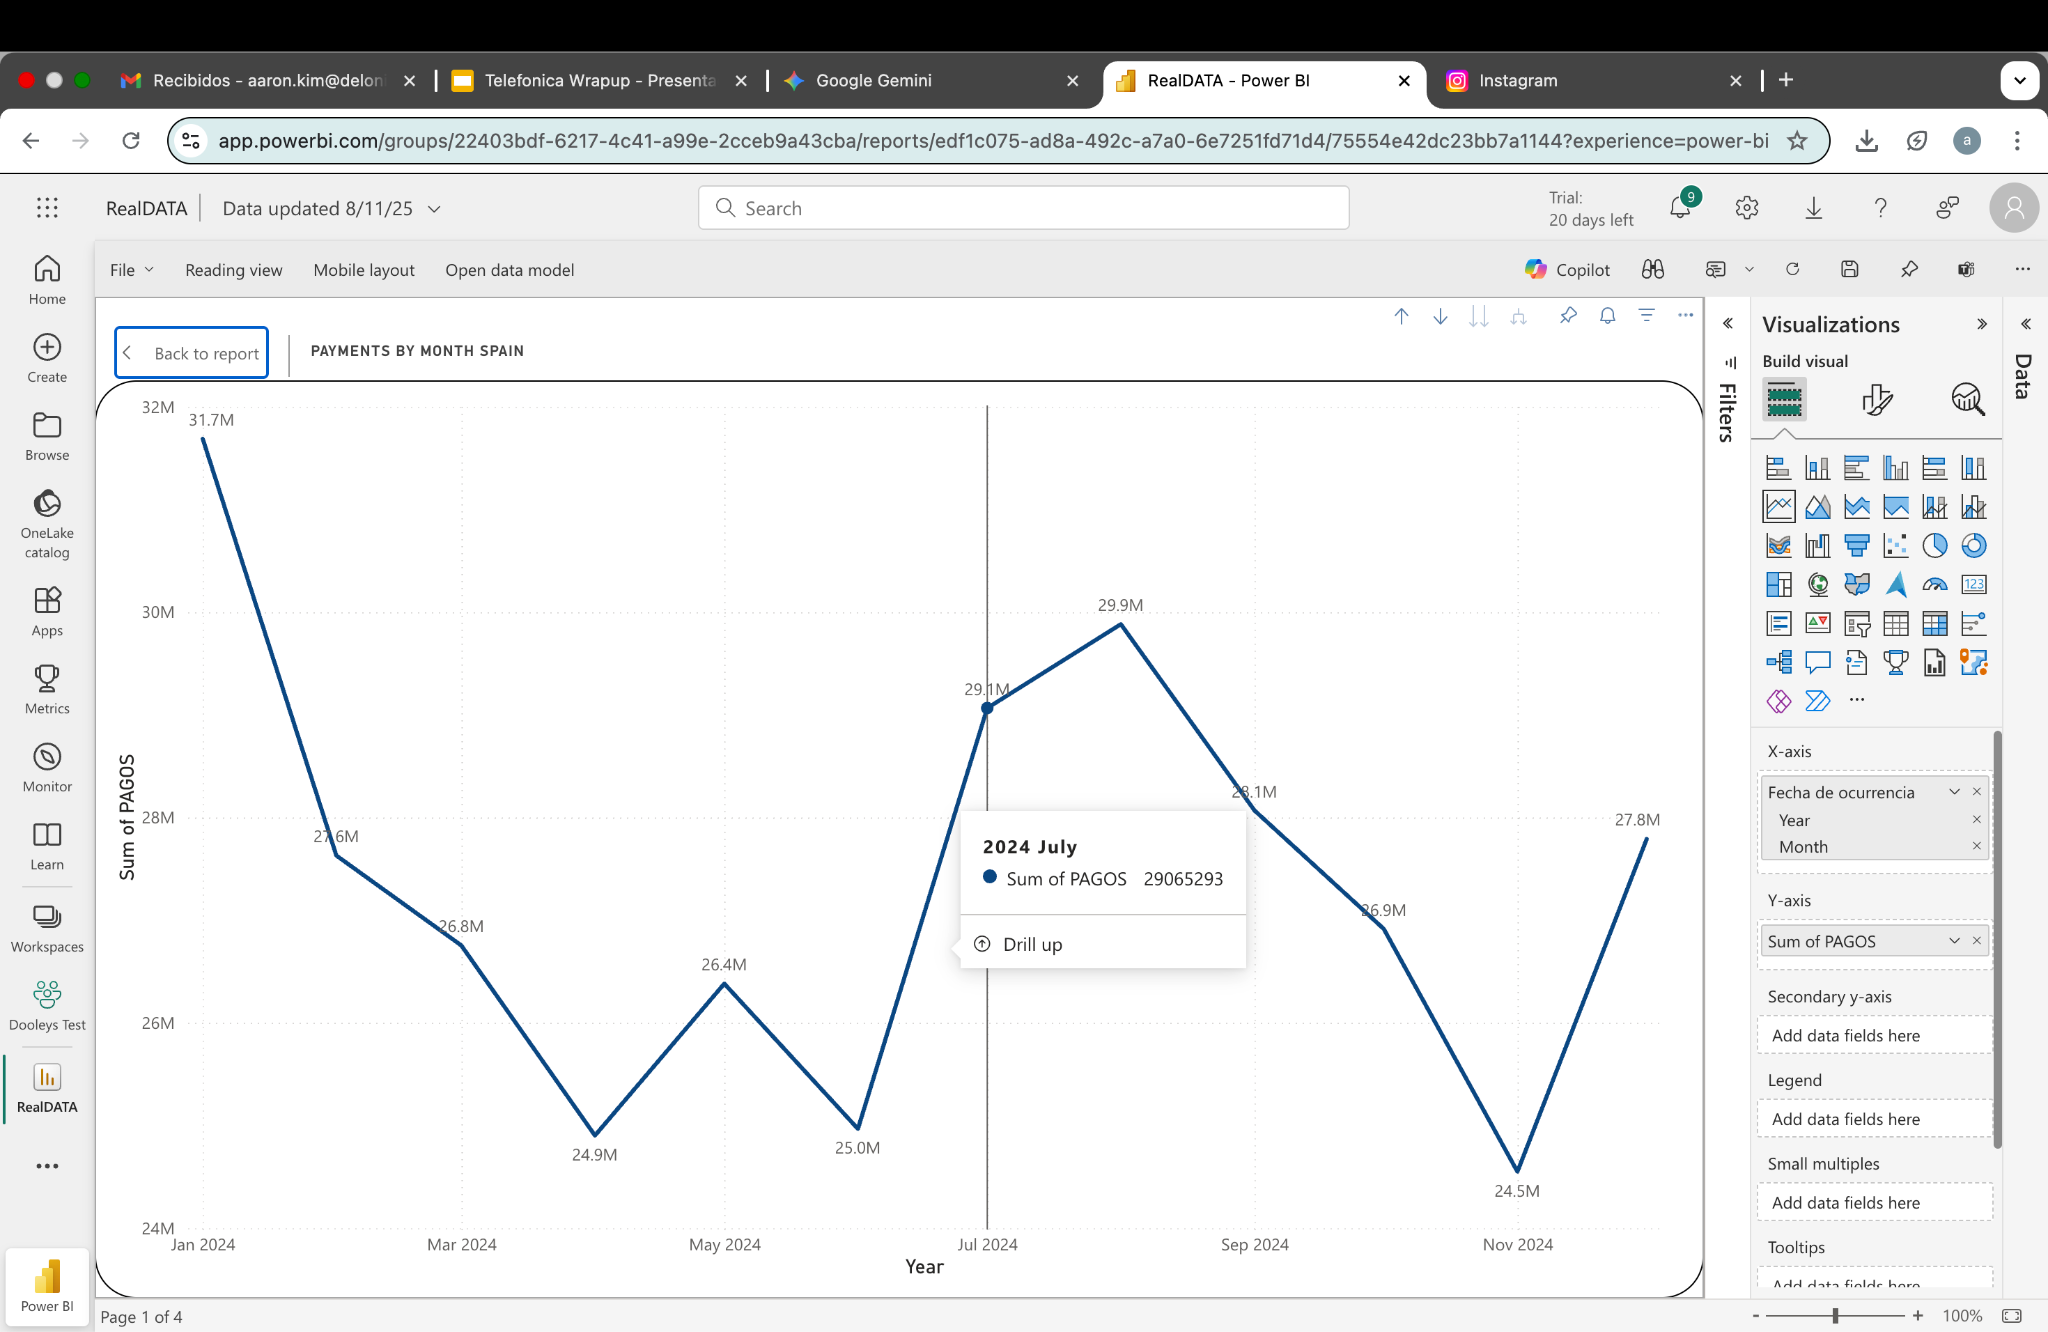 Recibidos - aaron.kim@delon
Telefonica Wrapup - Presenta
Google Gemini
RealDATA - Power BI
Instagram
app.powerbi.com/groups/22403bdf-6217-4c41-a99e-2cceb9a43cba/reports/edf1c075-ad8a-492c-a7a0-6e7251fd71d4/75554e42dc23bb7a1144?experience=power-bi
a
RealDATA
Data updated 8/11/25
Search
Trial:
20 days left
9
File
Reading view
Mobile layout
Open data model
Copilot
Home
Create
Browse
OneLake
catalog
Apps
Metrics
Monitor
Learn
Workspaces
Dooleys Test
RealDATA
Power BI
Back to report
PAYMENTS BY MONTH SPAIN
Sum of PAGOS
32M
30M
28M
26M
24M
31.7M
27.6M
26.8M
24.9M
26.4M
25.0M
29.1M
29.9M
28.1M
26.9M
24.5M
27.8M
2024 July
Sum of PAGOS 29065293
Drill up
Jan 2024
Mar 2024
May 2024
Jul 2024
Sep 2024
Nov 2024
Year
Filters
Visualizations
Build visual
123
X-axis
Fecha de ocurrencia
Year
Month
Y-axis
Sum of PAGOS
Secondary y-axis
Add data fields here
Legend
Add data fields here
Small multiples
Add data fields here
Tooltips
Add data fields here
Data
Page 1 of 4
- + 100%